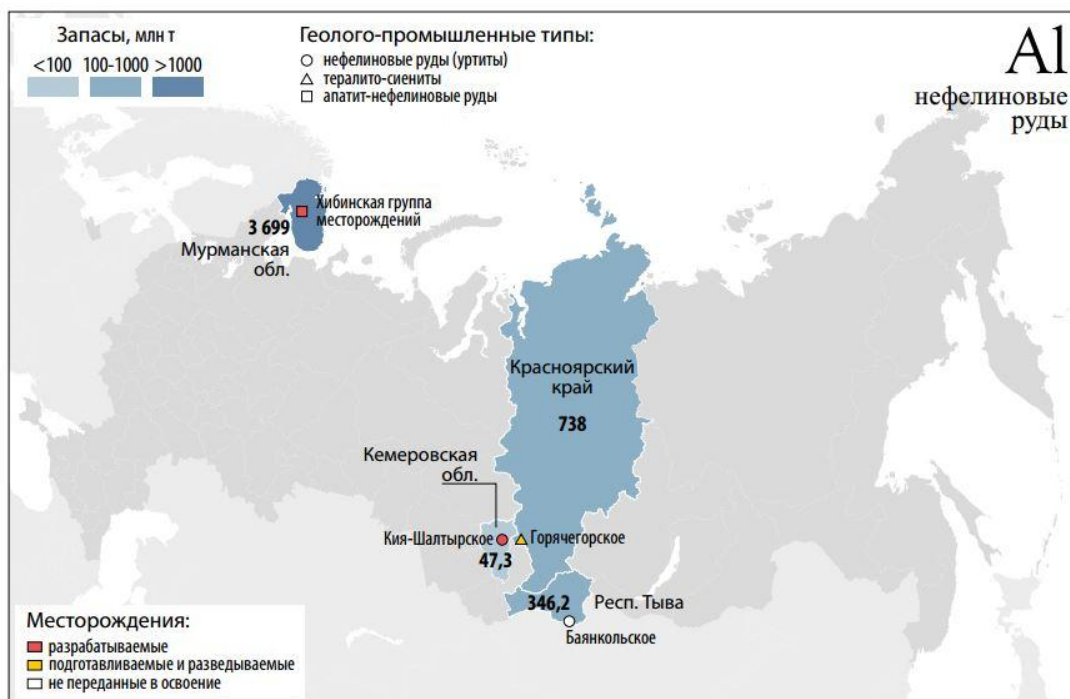 Запасы, млн т
<100 100-1000 >1000
Геолого-промышленные типы:
нефелиновые руды (уртиты)
тералито-сиениты
апатит-нефелиновые руды
Al
нефелиновые
руды
Хибинская группа
месторождений
3 699
Мурманская
обл.
Красноярский
край
738
Кемеровская
обл.
Кия-Шалтырское
Горячегорское
47,3
346,2
Респ. Тыва
Баянкольское
Месторождения:
разрабатываемые
подготавливаемые и разведываемые
не переданные в освоение